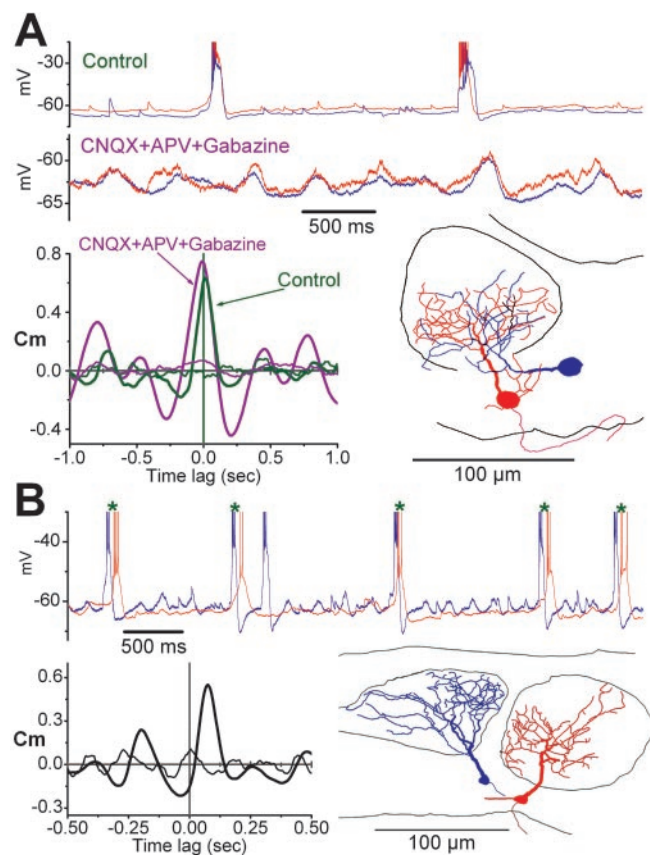 A
Control
-30
mV
-60
CNQX+APV+Gabazine
-60
mV
-65
500 ms
CNQX+APV+Gabazine
Control
0.8
0.4
Cm
0.0
-0.4
-1.0 -0.5 0.0 0.5 1.0
Time lag (sec)
100 µm
B
* * * * *
-40
mV
-60
500 ms
0.6
0.3
Cm
0.0
-0.3
-0.50 -0.25 0.00 0.25 0.50
Time lag (sec)
100 µm